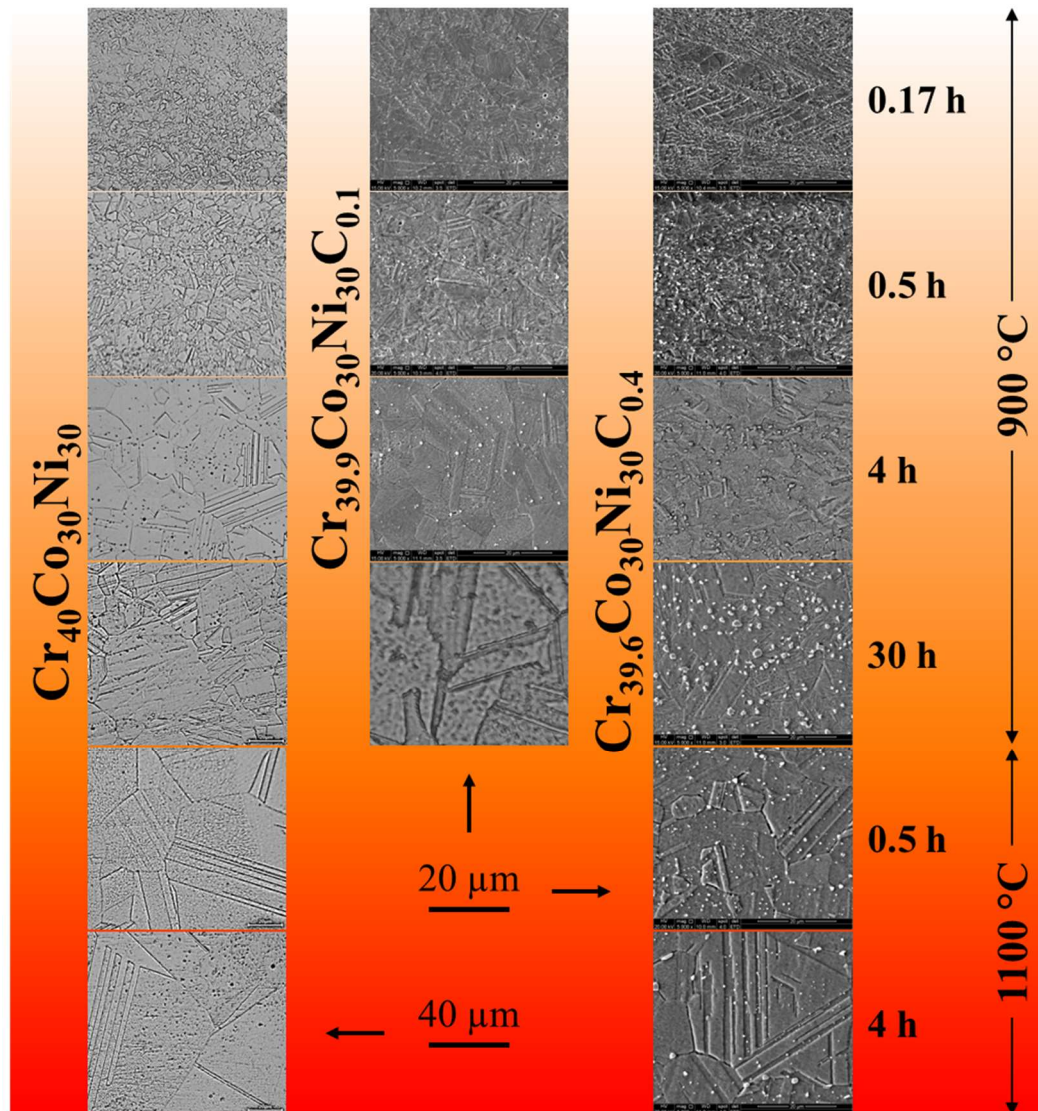 0.17 h
0.5 h
4 h
30 h
0.5 h
4 h
900 °C
1100 °C
Cr₄₀Co₃₀Ni₃₀
Cr₃₉.₉Co₃₀Ni₃₀C₀.₁
Cr₃₉.₆Co₃₀Ni₃₀C₀.₄
20 µm
40 µm